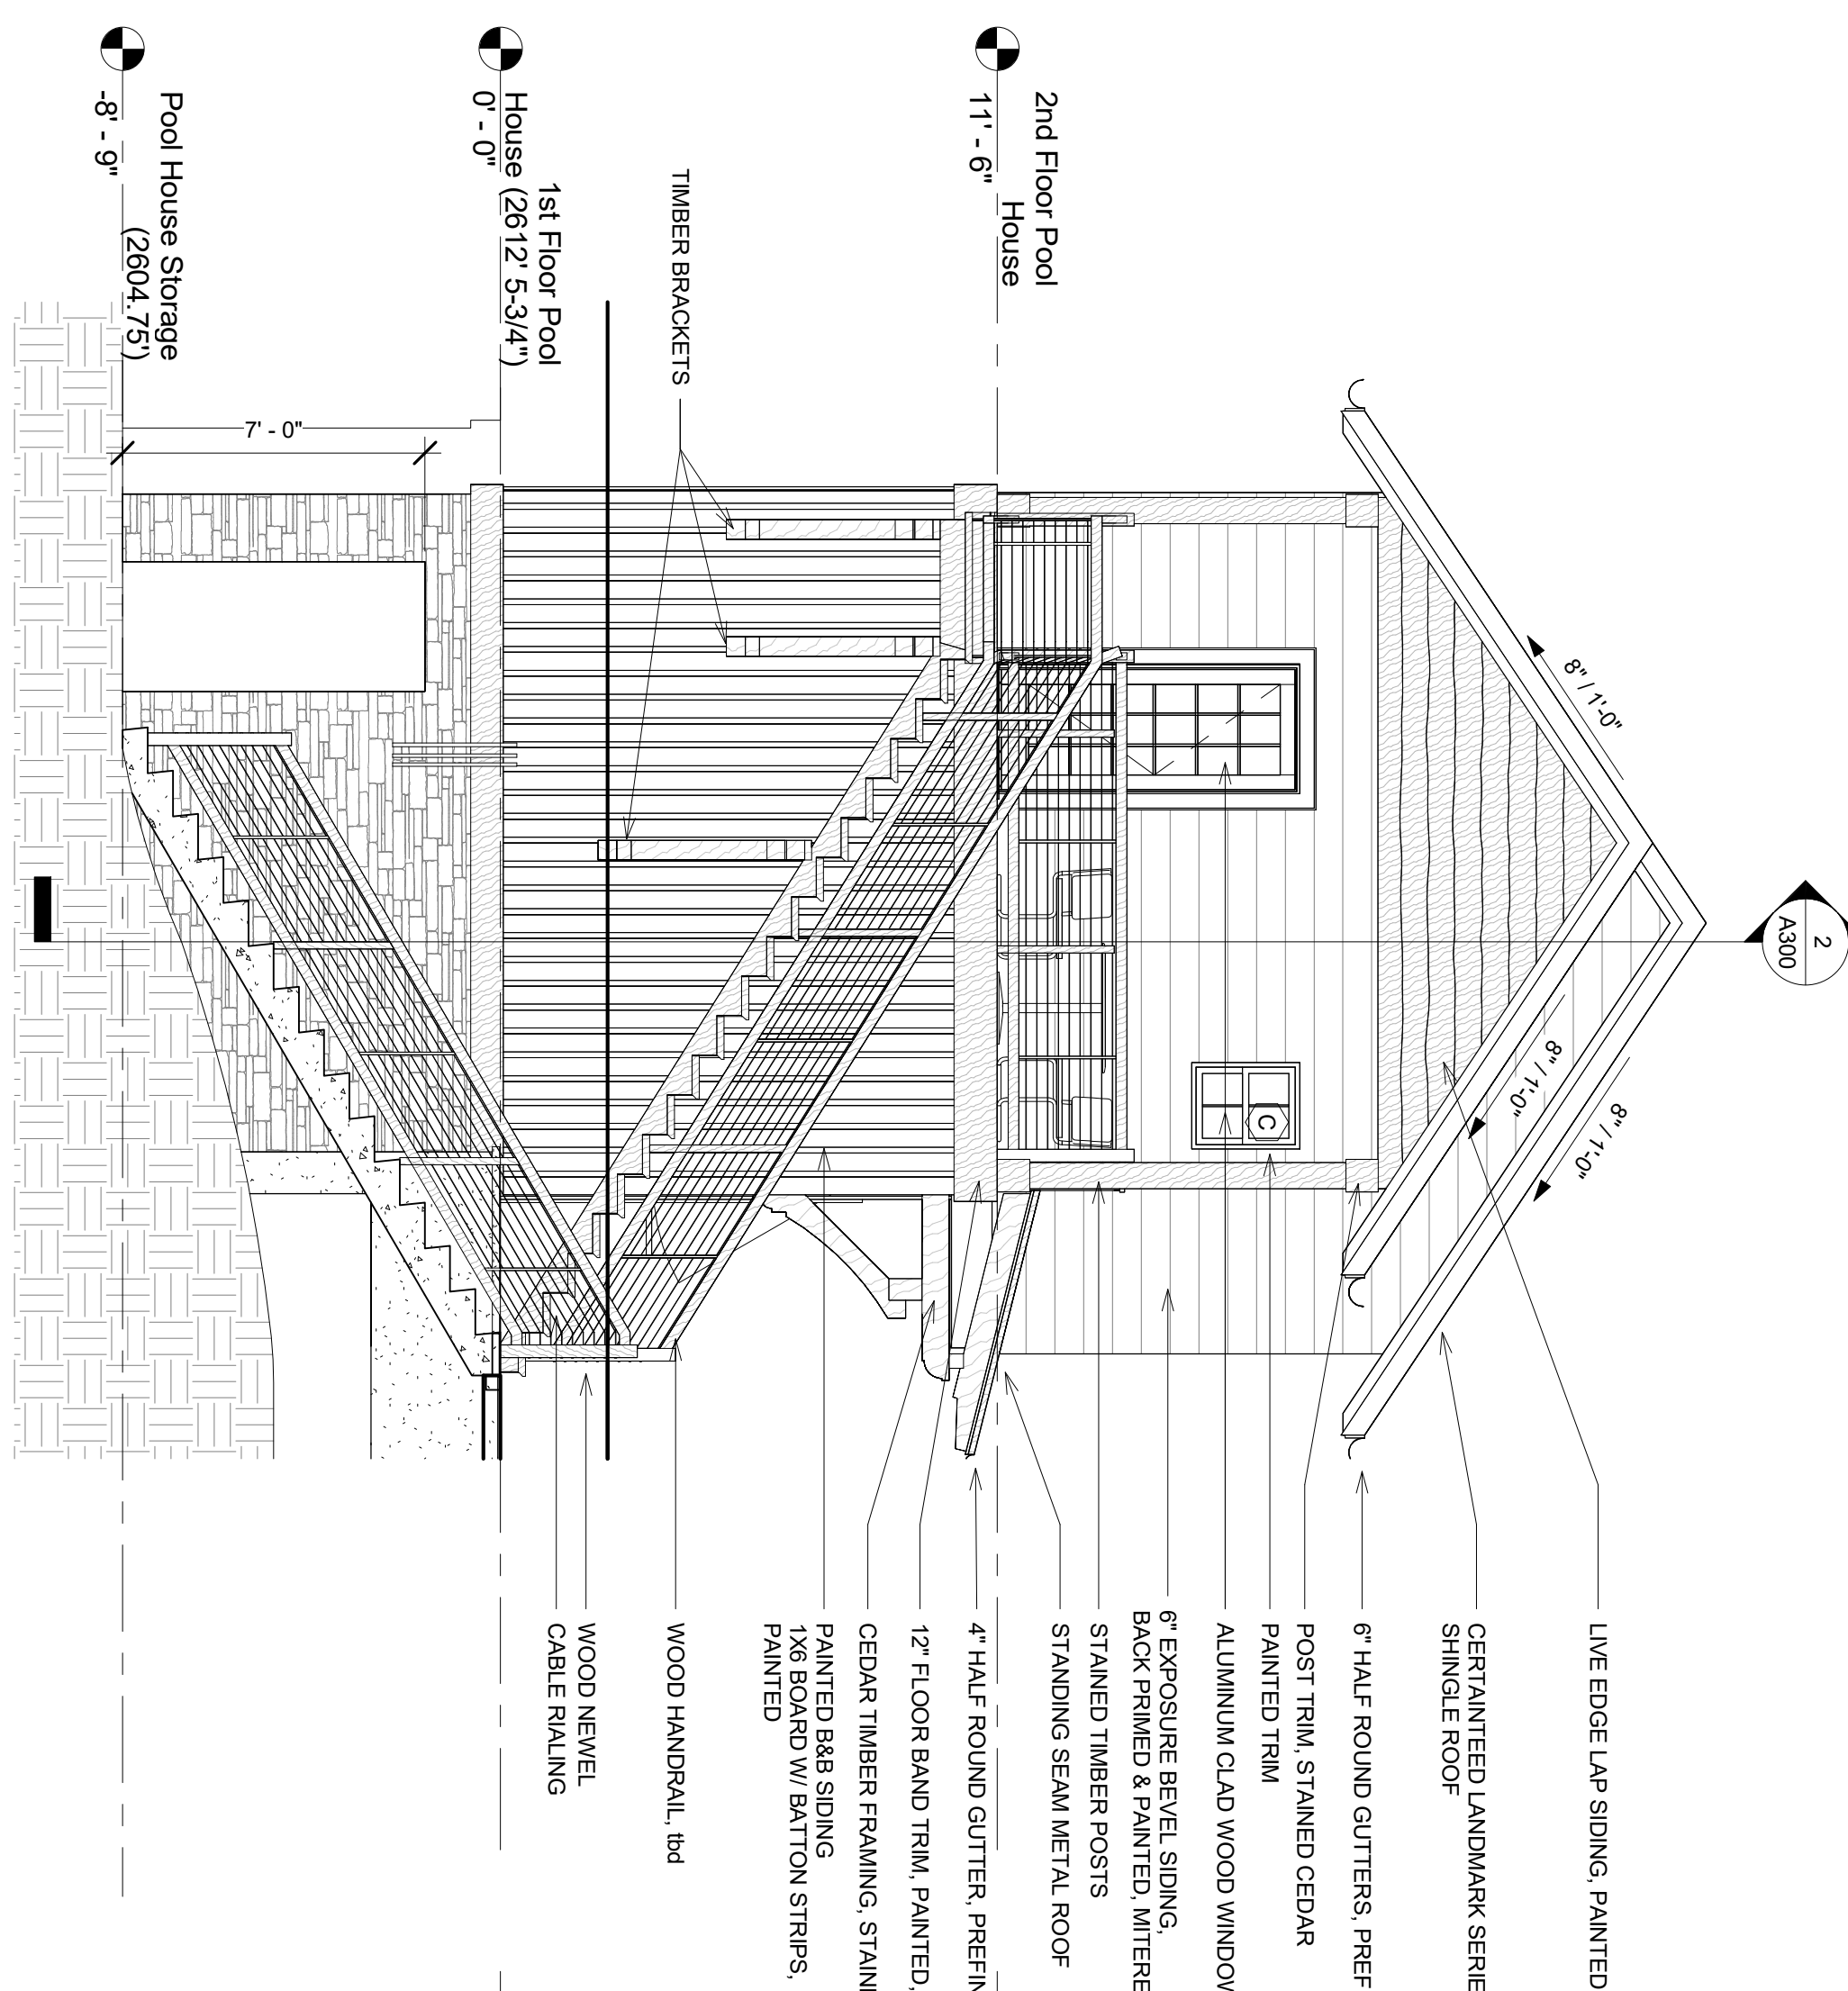 2
A300
8" / 1'-0"
8" / 1'-0"
8" / 1'-0"
LIVE EDGE LAP SIDING, PAINTED
CERTAINTEED LANDMARK SERIE
SHINGLE ROOF
6" HALF ROUND GUTTERS, PREF
POST TRIM, STAINED CEDAR
PAINTED TRIM
C
ALUMINUM CLAD WOOD WINDOW
6" EXPOSURE BEVEL SIDING,
BACK PRIMED & PAINTED, MITERE
STAINED TIMBER POSTS
STANDING SEAM METAL ROOF
2nd Floor Pool
House
11' - 6"
4" HALF ROUND GUTTER, PREFIN
12" FLOOR BAND TRIM, PAINTED,
CEDAR TIMBER FRAMING, STAIN
PAINTED B&B SIDING
1X6 BOARD W/ BATTON STRIPS,
PAINTED
TIMBER BRACKETS
WOOD HANDRAIL, tbd
WOOD NEWEL
CABLE RIALING
1st Floor Pool
House (2612' 5-3/4")
0' - 0"
7' - 0"
Pool House Storage
(2604.75')
-8' - 9"